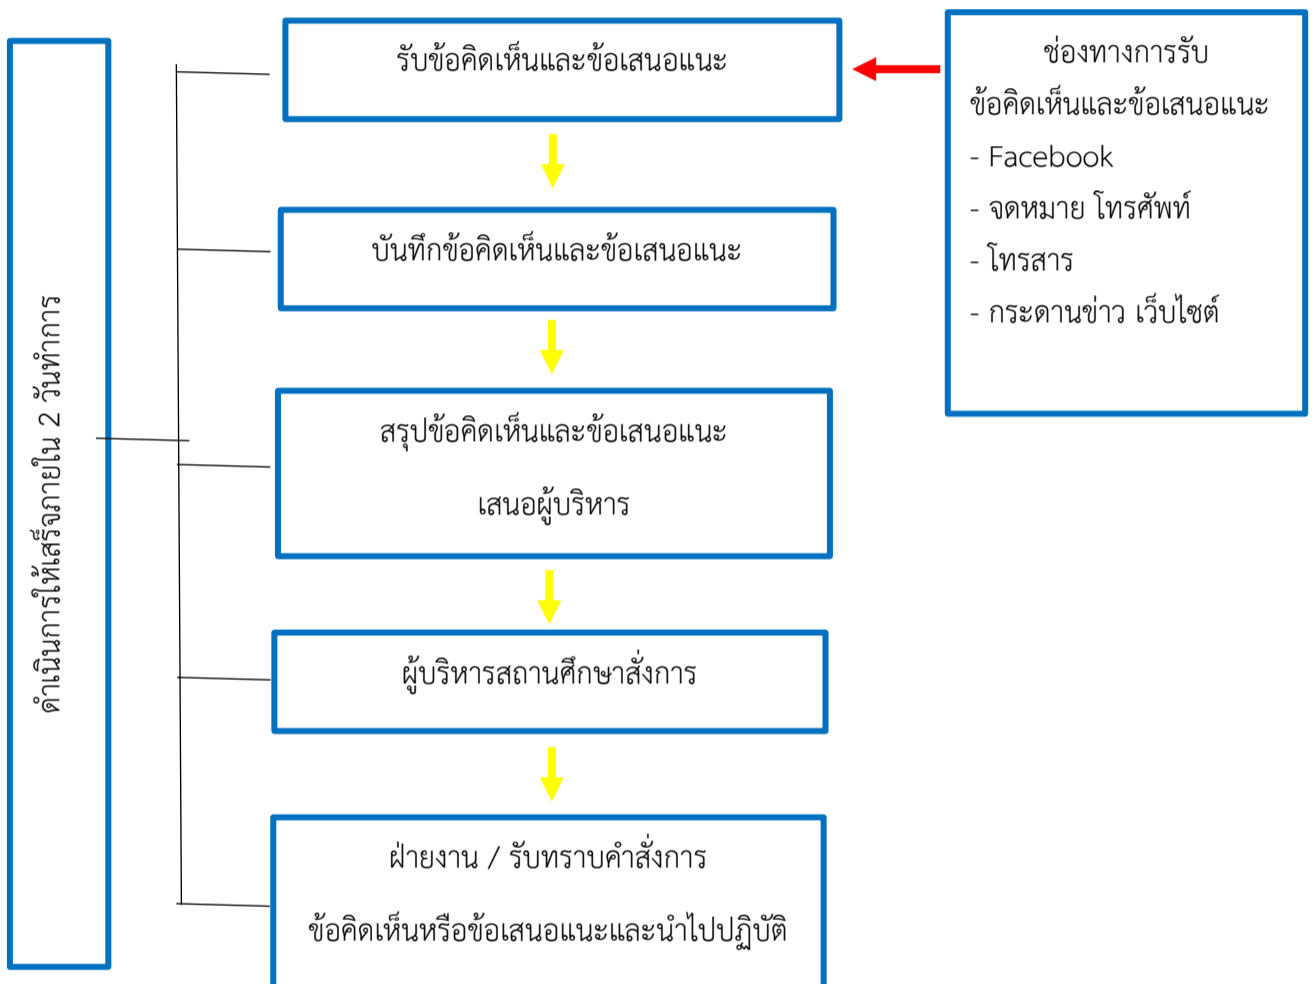 รับข้อคิดเห็นและข้อเสนอแนะ
ช่องทางการรับ
ข้อคิดเห็นและข้อเสนอแนะ
- Facebook
- จดหมาย โทรศัพท์
- โทรสาร
- กระดานข่าว เว็บไซต์
บันทึกข้อคิดเห็นและข้อเสนอแนะ
สรุปข้อคิดเห็นและข้อเสนอแนะ
เสนอผู้บริหาร
ผู้บริหารสถานศึกษาสั่งการ
ฝ่ายงาน / รับทราบคำสั่งการ
ข้อคิดเห็นหรือข้อเสนอแนะและนำไปปฏิบัติ
ดำเนินการให้เสร็จภายใน 2 วันทำการ